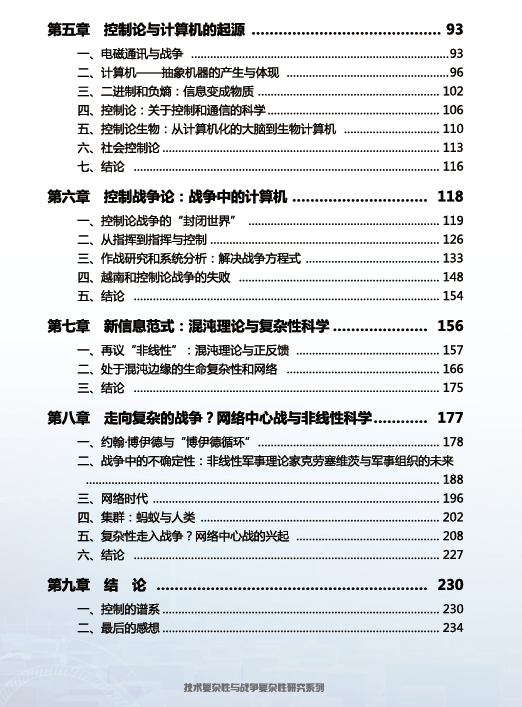 第五章 控制论与计算机的起源 ........................................ 93
一、电磁通讯与战争 ........................................ 93
二、计算机——抽象机器的产生与体现 ........................................ 96
三、二进制和负熵：信息变成物质 ........................................ 102
四、控制论：关于控制和通信的科学 ........................................ 106
五、控制论生物：从计算机化的大脑到生物计算机 ........................................ 110
六、社会控制论 ........................................ 113
七、结论 ........................................ 116
第六章 控制战争论：战争中的计算机 ........................................ 118
一、控制论战争的“封闭世界” ........................................ 119
二、从指挥到指挥与控制 ........................................ 126
三、作战研究和系统分析：解决战争方程式 ........................................ 133
四、越南和控制论战争的失败 ........................................ 148
五、结论 ........................................ 154
第七章 新信息范式：混沌理论与复杂性科学 ........................................ 156
一、再议“非线性”：混沌理论与正反馈 ........................................ 157
二、处于混沌边缘的生命复杂性和网络 ........................................ 166
三、结论 ........................................ 175
第八章 走向复杂的战争？网络中心战与非线性科学 ........................................ 177
一、约翰·博伊德与“博伊德循环” ........................................ 178
二、战争中的不确定性：非线性军事理论家克劳塞维茨与军事组织的未来
........................................ 188
三、网络时代 ........................................ 196
四、集群：蚂蚁与人类 ........................................ 202
五、复杂性走入战争？网络中心战的兴起 ........................................ 208
六、结论 ........................................ 227
第九章 结 论 ........................................ 230
一、控制的谱系 ........................................ 230
二、最后的感想 ........................................ 234
技术复杂性与战争复杂性研究系列